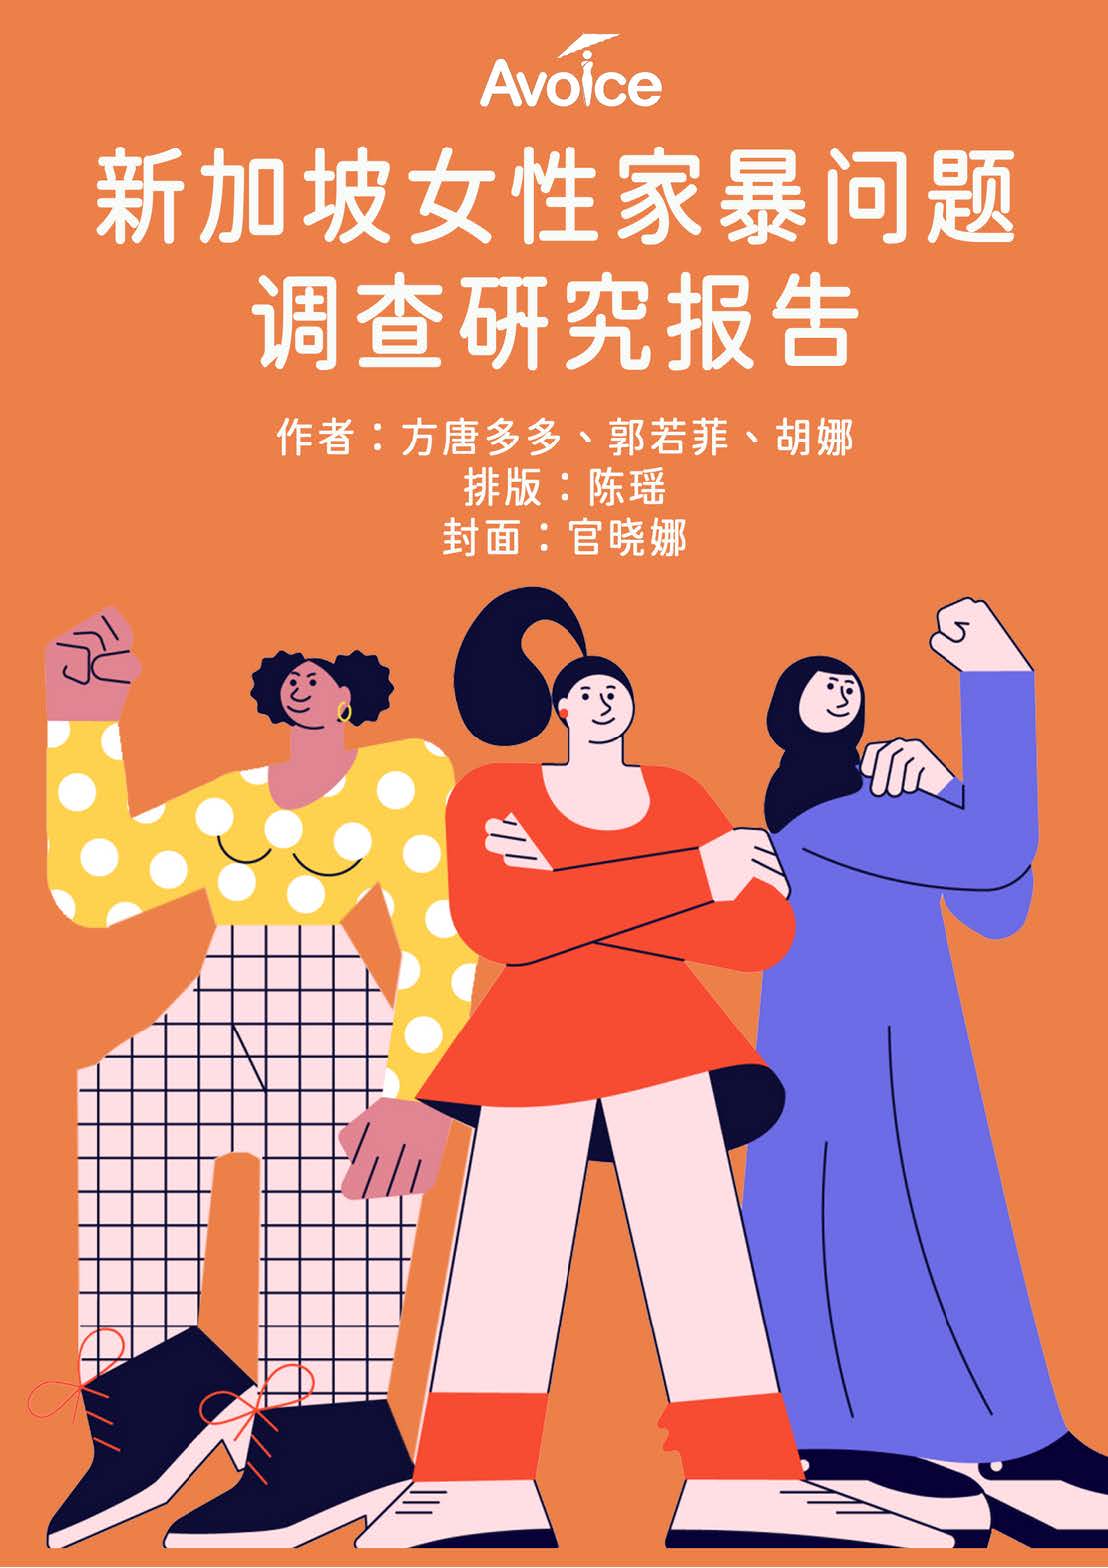 Avoice
新加坡女性家暴问题
调查研究报告
作者：方唐多多、郭若菲、胡娜
排版：陈瑶
封面：官晓娜